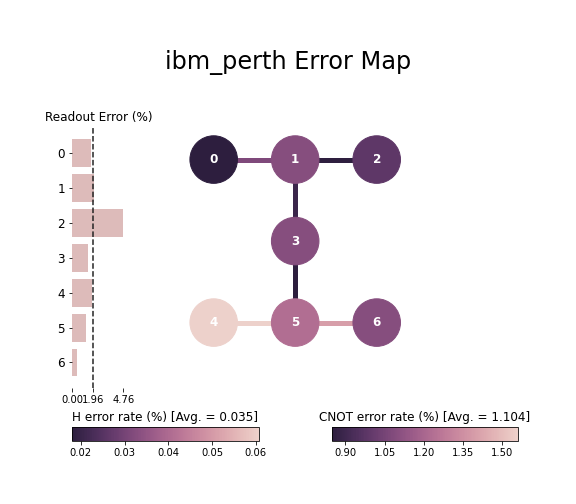 ibm_perth Error Map
Readout Error (%)
0
1
2
3
4
5
6
0.00 1.96 4.76
0 1 2
3
4 5 6
H error rate (%) [Avg. = 0.035]
0.02 0.03 0.04 0.05 0.06
CNOT error rate (%) [Avg. = 1.104]
0.90 1.05 1.20 1.35 1.50